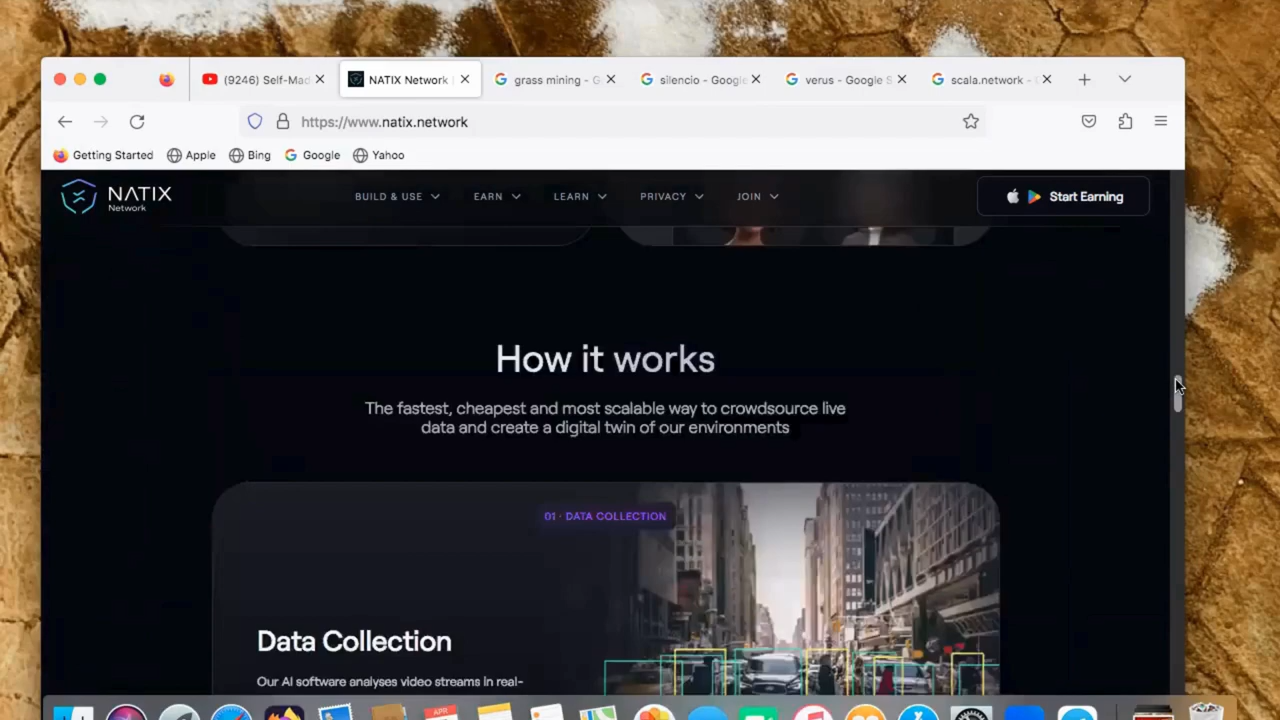 (9246) Self-Mad
NATIX Network
grass mining - G
silencio - Google
verus - Google S
scala.network -
https://www.natix.network
Getting Started
Apple
Bing
Google
Yahoo
NATIX
Network
BUILD & USE
EARN
LEARN
PRIVACY
JOIN
Start Earning
How it works
The fastest, cheapest and most scalable way to crowdsource live
data and create a digital twin of our environments
01 · DATA COLLECTION
Data Collection
Our AI software analyses video streams in real-
APR